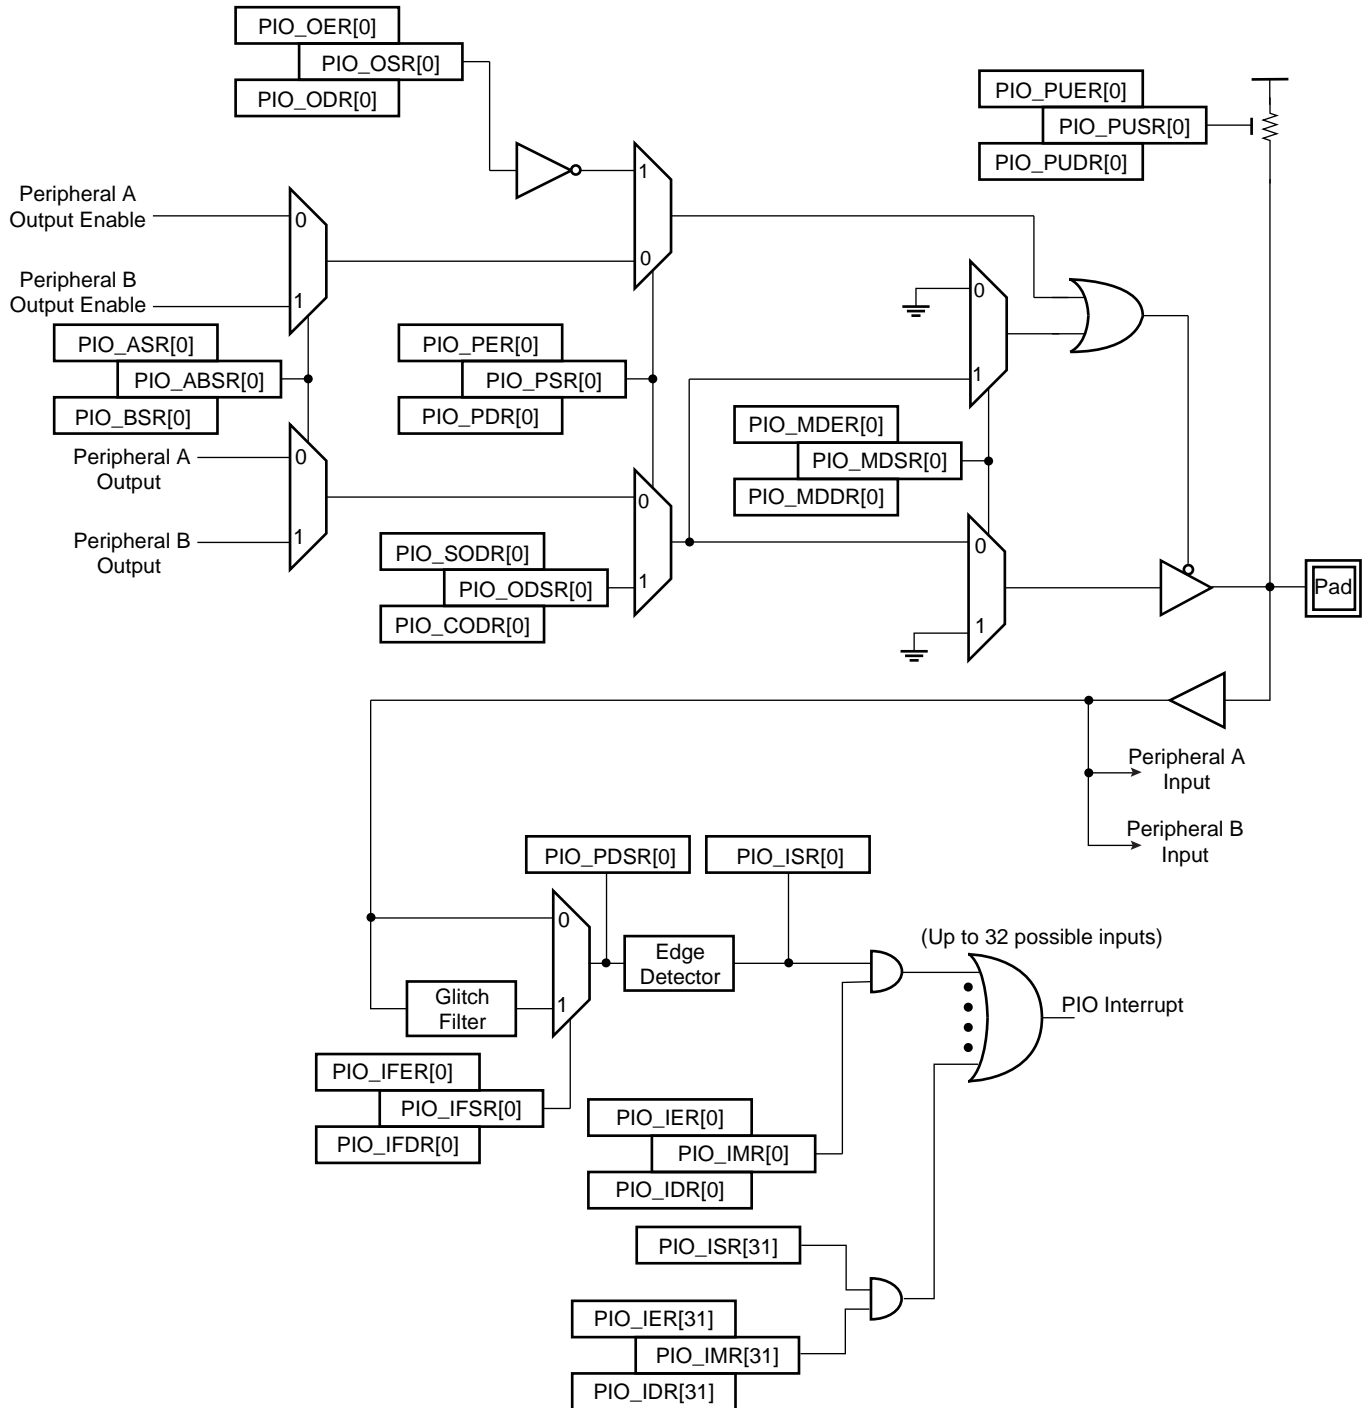 PIO_OER[0]
PIO_OSR[0]
PIO_ODR[0]
PIO_PUER[0]
PIO_PUSR[0]
PIO_PUDR[0]
1
0
Peripheral A
Output Enable
0
Peripheral B
Output Enable
1
0
1
PIO_ASR[0]
PIO_ABSR[0]
PIO_BSR[0]
PIO_PER[0]
PIO_PSR[0]
PIO_PDR[0]
PIO_MDER[0]
PIO_MDSR[0]
PIO_MDDR[0]
Peripheral A
Output
0
Peripheral B
Output
1
0
1
PIO_SODR[0]
PIO_ODSR[0]
PIO_CODR[0]
0
1
Pad
Peripheral A
Input
Peripheral B
Input
PIO_PDSR[0]
PIO_ISR[0]
0
1
Edge
Detector
Glitch
Filter
(Up to 32 possible inputs)
PIO Interrupt
PIO_IFER[0]
PIO_IFSR[0]
PIO_IFDR[0]
PIO_IER[0]
PIO_IMR[0]
PIO_IDR[0]
PIO_ISR[31]
PIO_IER[31]
PIO_IMR[31]
PIO_IDR[31]